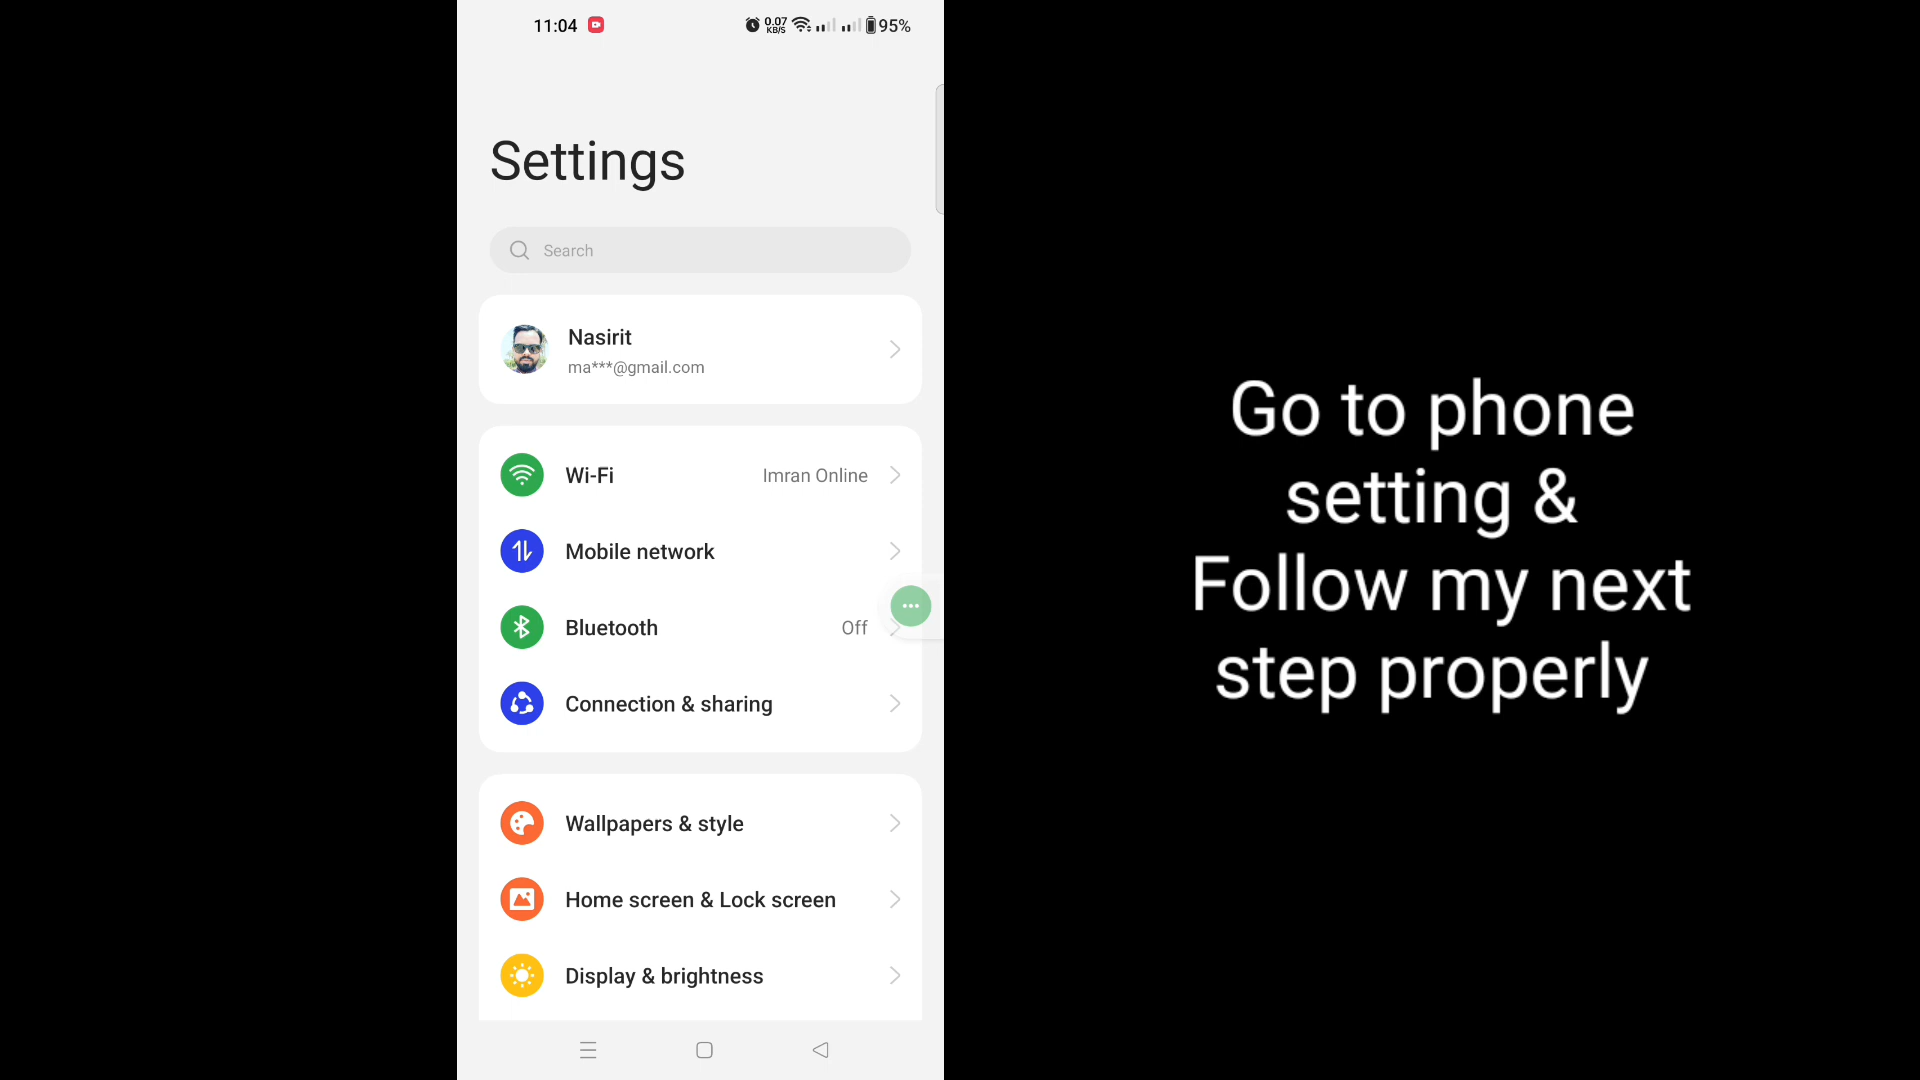 11:04
0.07
KB/S
95%
Settings
Search
Nasirit
ma***@gmail.com
Wi-Fi
Imran Online
Mobile network
Bluetooth
Off
Connection & sharing
Wallpapers & style
Home screen & Lock screen
Display & brightness
Go to phone
setting &
Follow my next
step properly